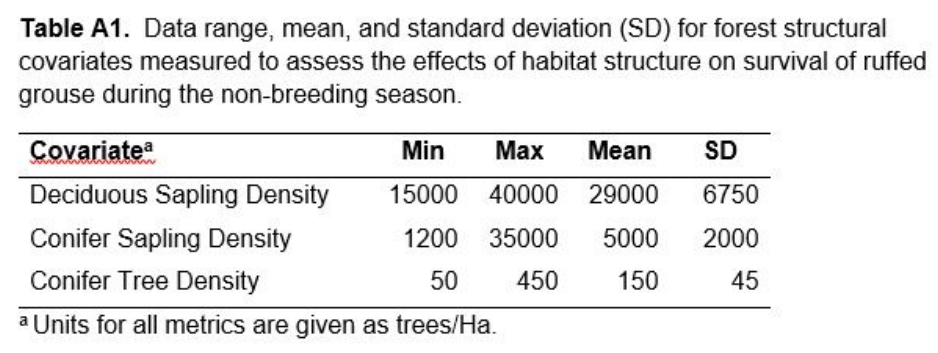 Table A1. Data range, mean, and standard deviation (SD) for forest structural
covariates measured to assess the effects of habitat structure on survival of ruffed
grouse during the non-breeding season.
Covariateᵃ Min Max Mean SD
Deciduous Sapling Density 15000 40000 29000 6750
Conifer Sapling Density 1200 35000 5000 2000
Conifer Tree Density 50 450 150 45
ᵃ Units for all metrics are given as trees/Ha.